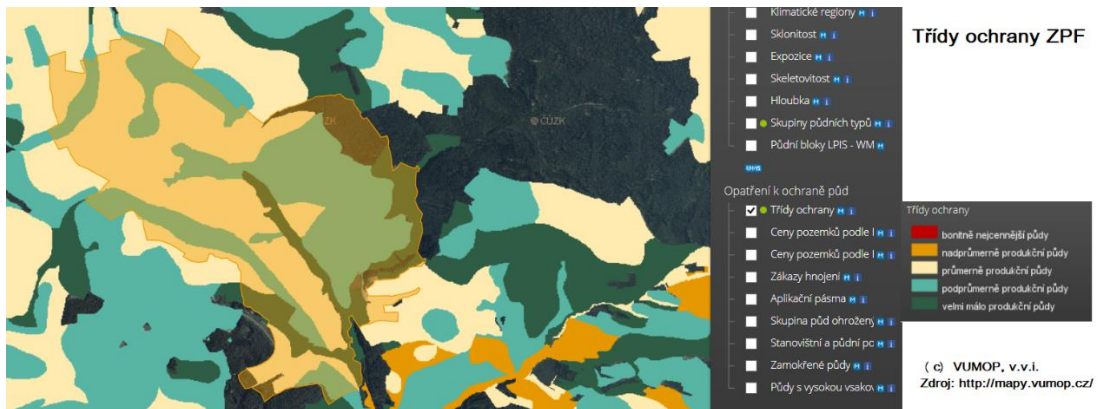 Klimatické regiony M i
Sklonitost M i
Expozice M i
Skeletovitost M i
Hloubka M i
Skupiny půdních typů M i
Půdní bloky LPIS - WM M
Opatření k ochraně půd
Třídy ochrany M i
Ceny pozemků podle I M i
Ceny pozemků podle I M i
Zákazy hnojení M i
Aplikační pásma M i
Skupina půd ohrožený M i
Stanovištní a půdní po M i
Zamokřené půdy M i
Půdy s vysokou vsakov M i
ZK
© ČÚZK
Třídy ochrany ZPF
Třídy ochrany
bonitně nejcennější půdy
nadprůměrně produkční půdy
průměrně produkční půdy
podprůměrně produkční půdy
velmi málo produkční půdy
( c) VUMOP, v.v.i.
Zdroj: http://mapy.vumop.cz/